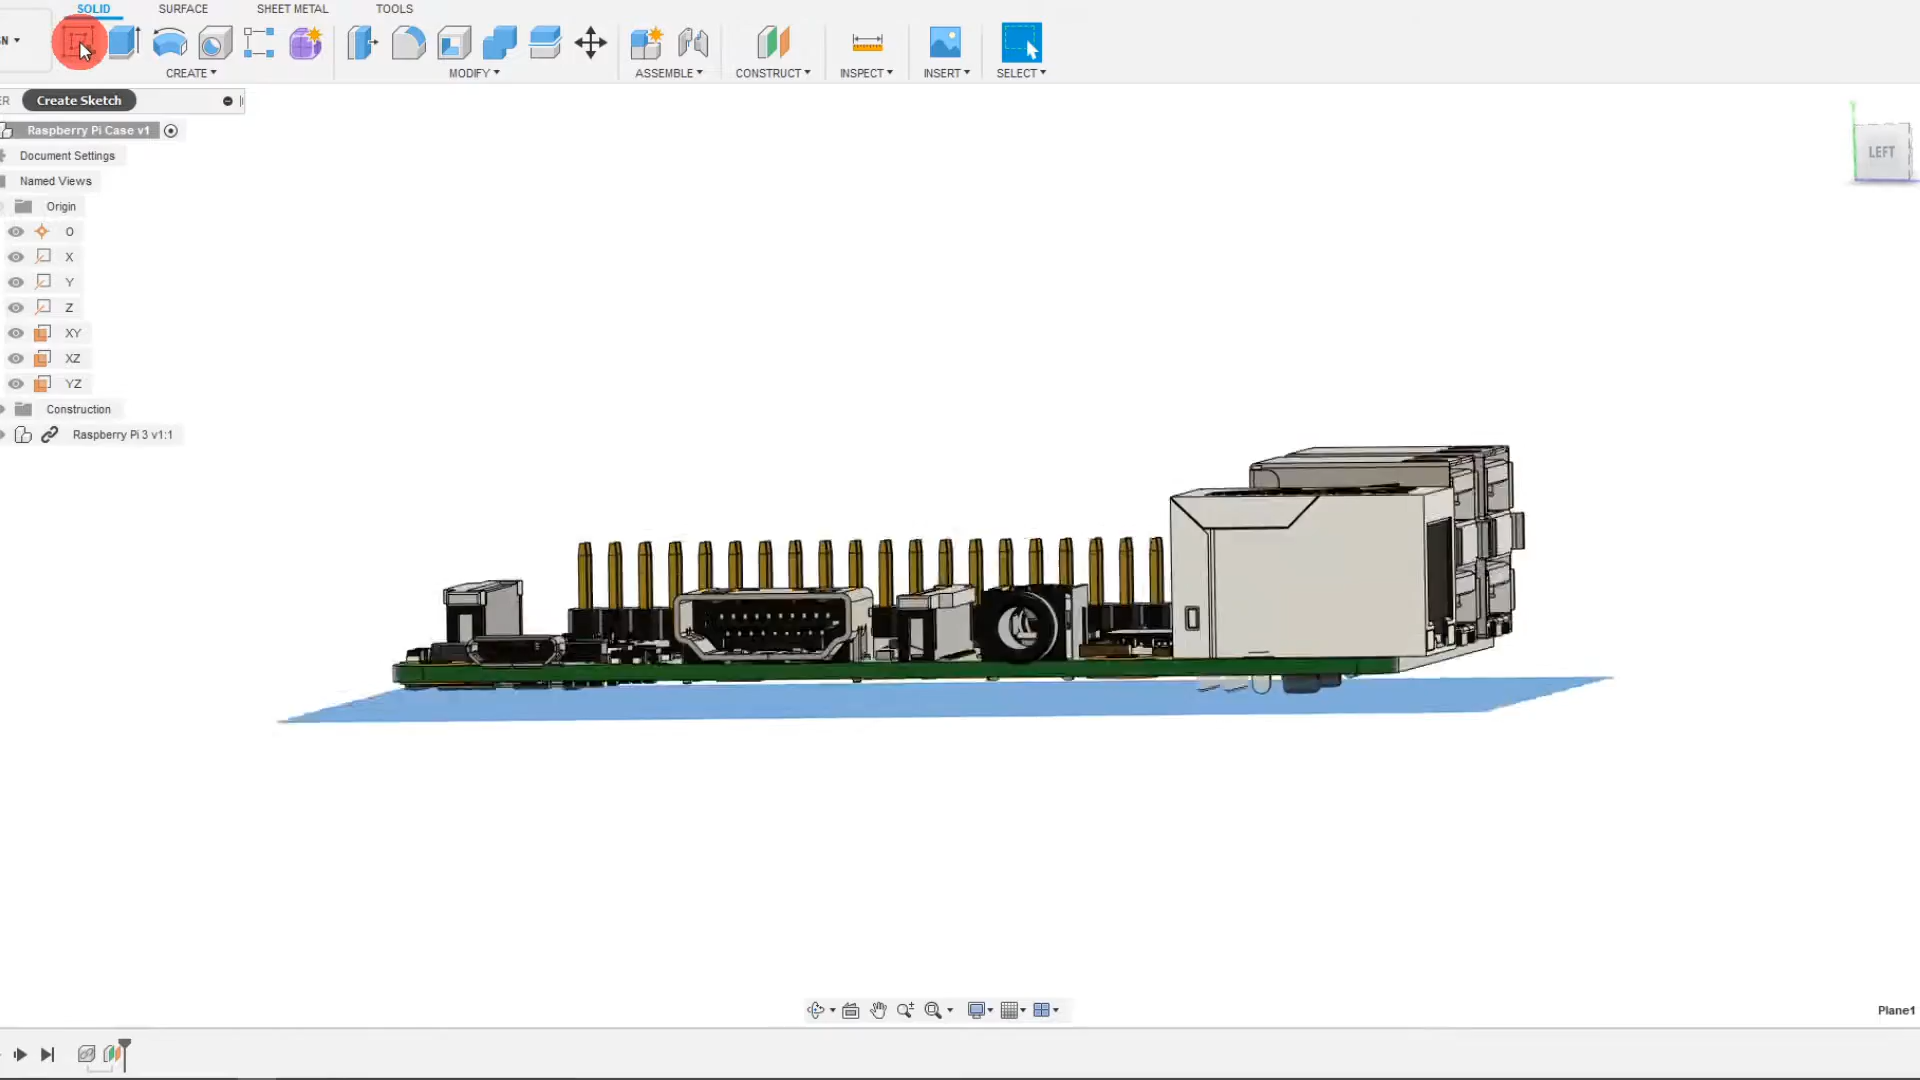 SOLID SURFACE SHEET METAL TOOLS
CREATE MODIFY ASSEMBLE CONSTRUCT INSPECT INSERT SELECT
Create Sketch
Raspberry Pi Case v1
Document Settings
Named Views
Origin
O
X
Y
Z
XY
XZ
YZ
Construction
Raspberry Pi 3 v1:1
LEFT
Plane1